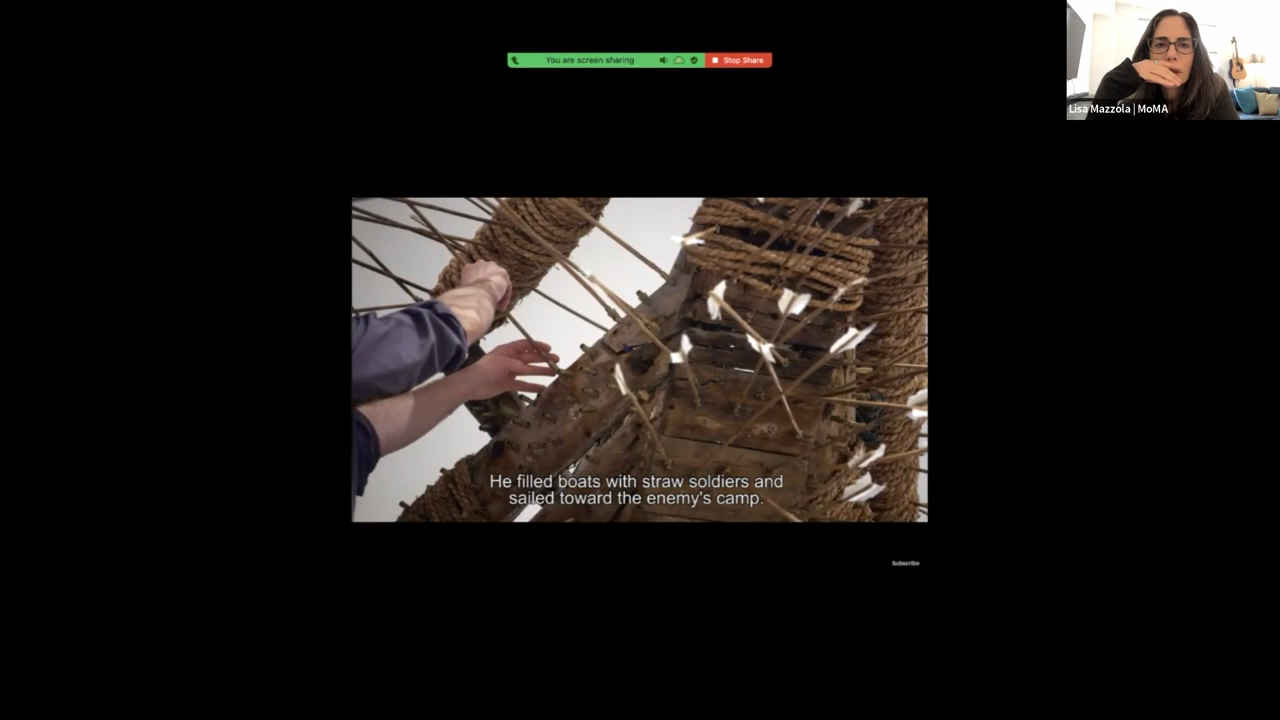 You are screen sharing
Stop Share
Lisa Mazzola | MoMA
He filled boats with straw soldiers and
sailed toward the enemy's camp.
Subscribe